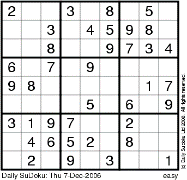 2 3 8 5
3 4 5 9 8
8 9 7 3 4
6 7 9
9 8 1 7
5 6 9
3 1 9 7 2
4 6 5 2 8
2 9 3 1
Daily SuDoku: Thu 7-Dec-2006 easy
(c) Daily Sudoku Ltd 2006. All rights reserved.